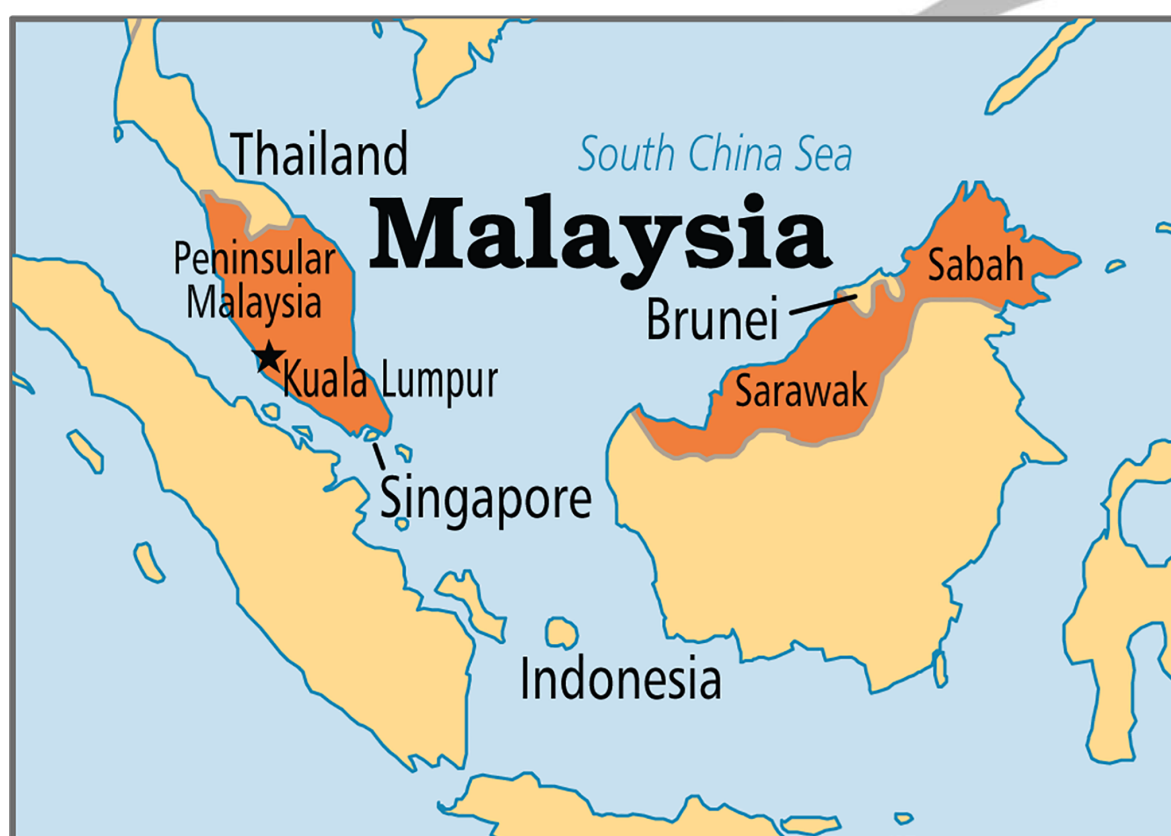 Thailand
South China Sea
Malaysia
Peninsular
Malaysia
Sabah
Brunei
Kuala Lumpur
Sarawak
Singapore
Indonesia